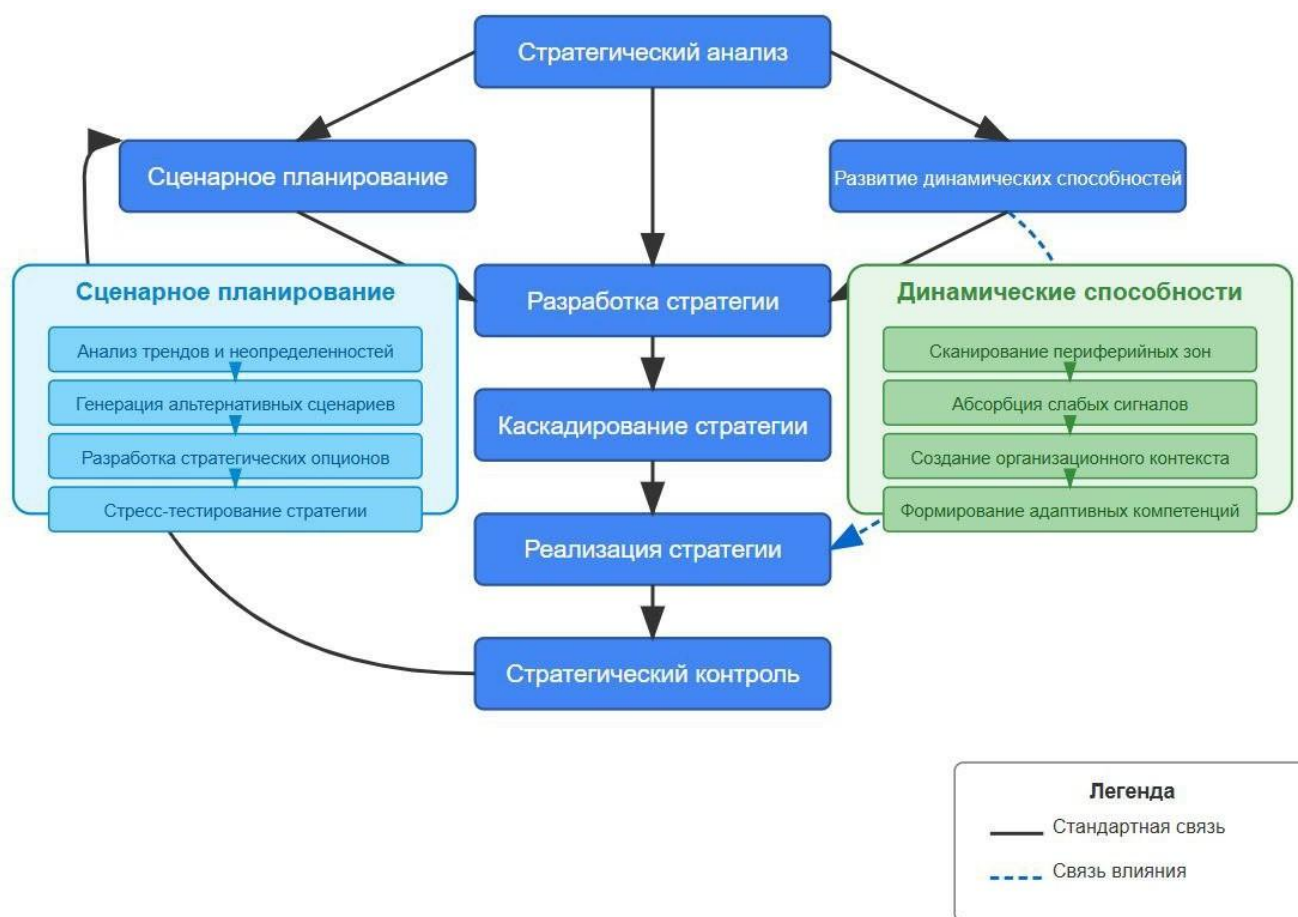 Стратегический анализ
Сценарное планирование
Развитие динамических способностей
Сценарное планирование
Анализ трендов и неопределенностей
Генерация альтернативных сценариев
Разработка стратегических опционов
Стресс-тестирование стратегии
Разработка стратегии
Каскадирование стратегии
Реализация стратегии
Стратегический контроль
Динамические способности
Сканирование периферийных зон
Абсорбция слабых сигналов
Создание организационного контекста
Формирование адаптивных компетенций
Легенда
Стандартная связь
Связь влияния